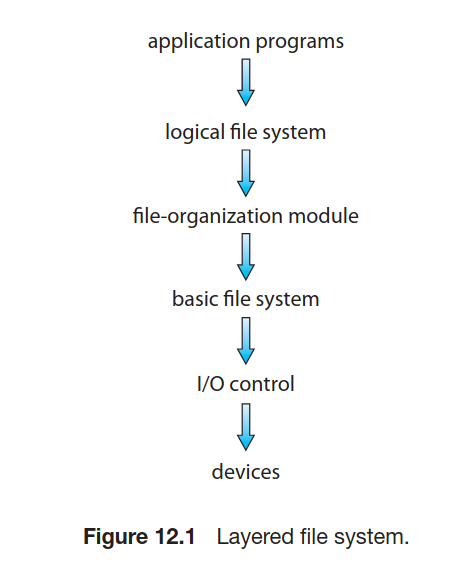 application programs
logical file system
file-organization module
basic file system
I/O control
devices
Figure 12.1 Layered file system.